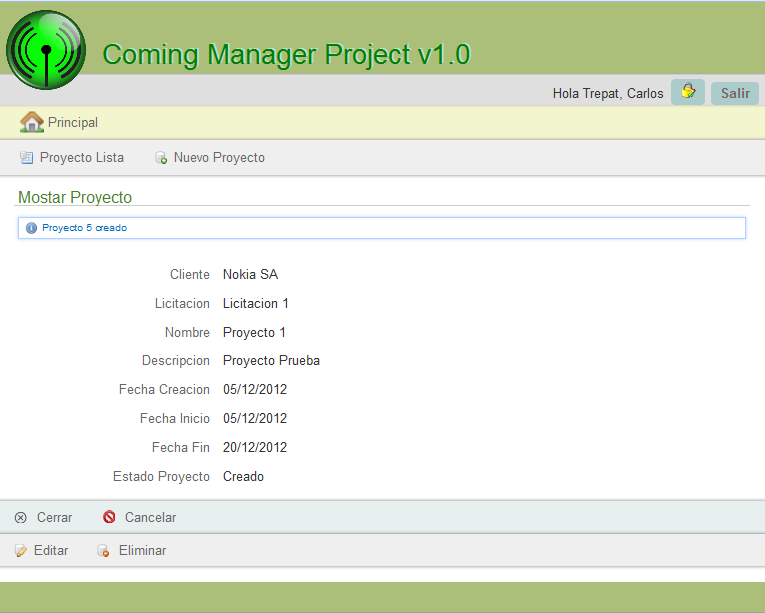 Coming Manager Project v1.0
Hola Trepat, Carlos Salir
Principal
Proyecto Lista Nuevo Proyecto
Mostar Proyecto
Proyecto 5 creado
Cliente Nokia SA
Licitacion Licitacion 1
Nombre Proyecto 1
Descripcion Proyecto Prueba
Fecha Creacion 05/12/2012
Fecha Inicio 05/12/2012
Fecha Fin 20/12/2012
Estado Proyecto Creado
Cerrar Cancelar
Editar Eliminar